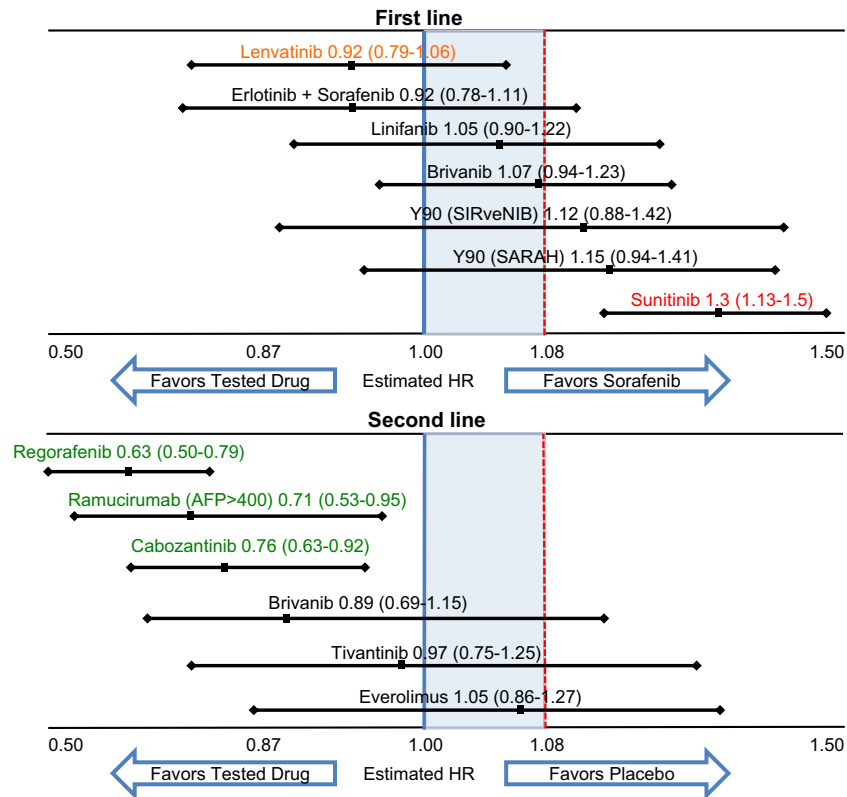 First line
Lenvatinib 0.92 (0.79-1.06)
Erlotinib + Sorafenib 0.92 (0.78-1.11)
Linifanib 1.05 (0.90-1.22)
Brivanib 1.07 (0.94-1.23)
Y90 (SIRveNIB) 1.12 (0.88-1.42)
Y90 (SARAH) 1.15 (0.94-1.41)
Sunitinib 1.3 (1.13-1.5)
0.50 0.87 1.00 1.08 1.50
Favors Tested Drug Estimated HR Favors Sorafenib
Second line
Regorafenib 0.63 (0.50-0.79)
Ramucirumab (AFP>400) 0.71 (0.53-0.95)
Cabozantinib 0.76 (0.63-0.92)
Brivanib 0.89 (0.69-1.15)
Tivantinib 0.97 (0.75-1.25)
Everolimus 1.05 (0.86-1.27)
0.50 0.87 1.00 1.08 1.50
Favors Tested Drug Estimated HR Favors Placebo